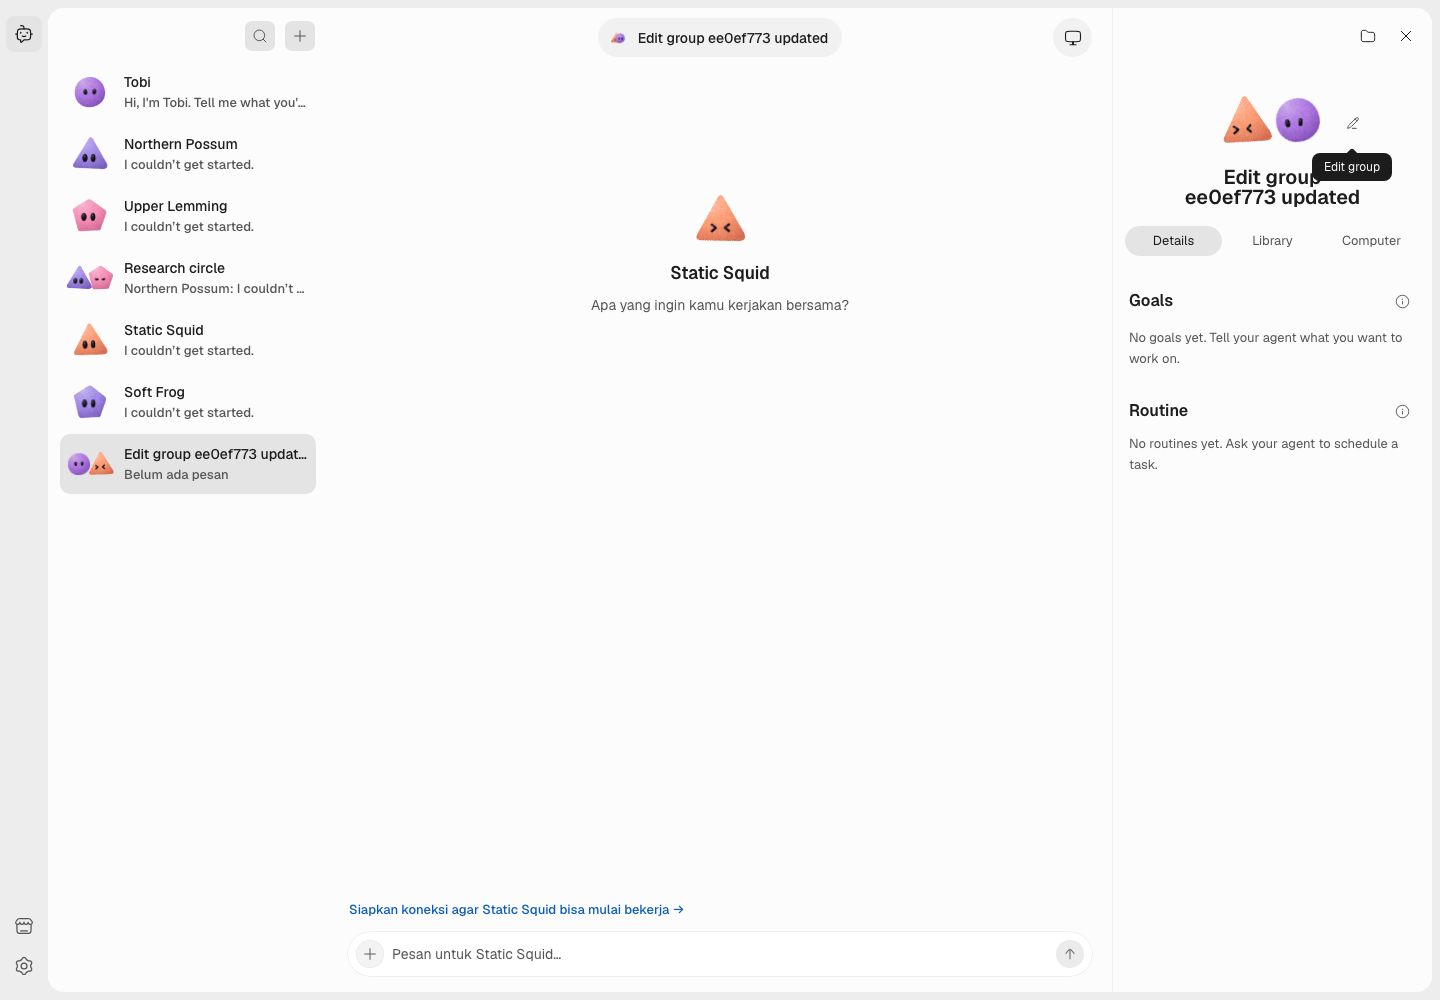 Tobi
Hi, I'm Tobi. Tell me what you'...
Northern Possum
I couldn't get started.
Upper Lemming
I couldn't get started.
Research circle
Northern Possum: I couldn't ...
Static Squid
I couldn't get started.
Soft Frog
I couldn't get started.
Edit group ee0ef773 updat...
Belum ada pesan
Edit group ee0ef773 updated
Static Squid
Apa yang ingin kamu kerjakan bersama?
Siapkan koneksi agar Static Squid bisa mulai bekerja →
Pesan untuk Static Squid...
Edit group
Edit group
ee0ef773 updated
Details
Library
Computer
Goals
No goals yet. Tell your agent what you want to
work on.
Routine
No routines yet. Ask your agent to schedule a
task.